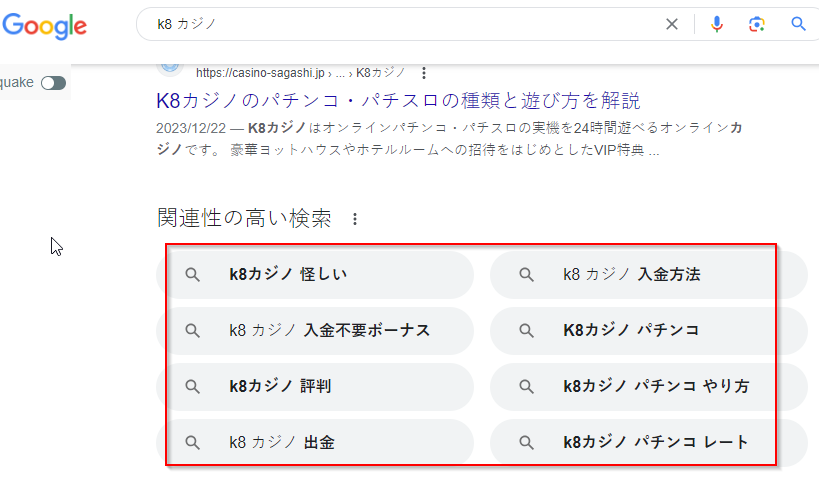 Google
k8 カジノ
quake
https://casino-sagashi.jp › ... › K8カジノ
K8カジノのパチンコ・パチスロの種類と遊び方を解説
2023/12/22 — K8カジノはオンラインパチンコ・パチスロの実機を24時間遊べるオンラインカ
ジノです。 豪華ヨットハウスやホテルルームへの招待をはじめとしたVIP特典 ...
関連性の高い検索
k8カジノ 怪しい
k8 カジノ 入金方法
k8 カジノ 入金不要ボーナス
K8カジノ パチンコ
k8カジノ 評判
k8カジノ パチンコ やり方
k8 カジノ 出金
k8カジノ パチンコ レート